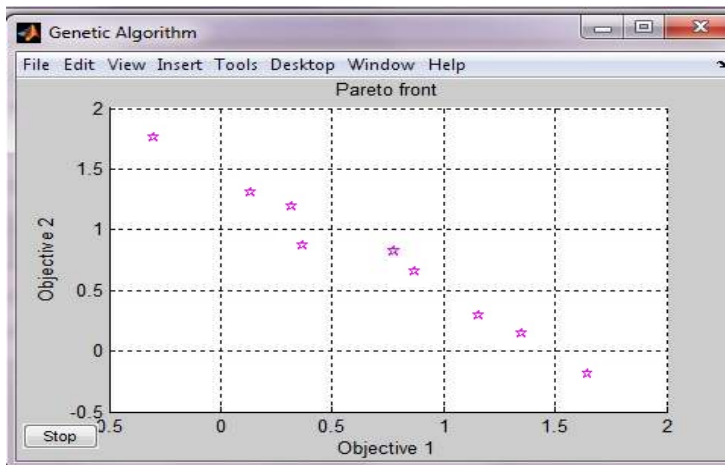 Genetic Algorithm
File Edit View Insert Tools Desktop Window Help
Pareto front
2
1.5
1
0.5
0
-0.5
Objective 2
0.5 0 0.5 1 1.5 2
Objective 1
Stop